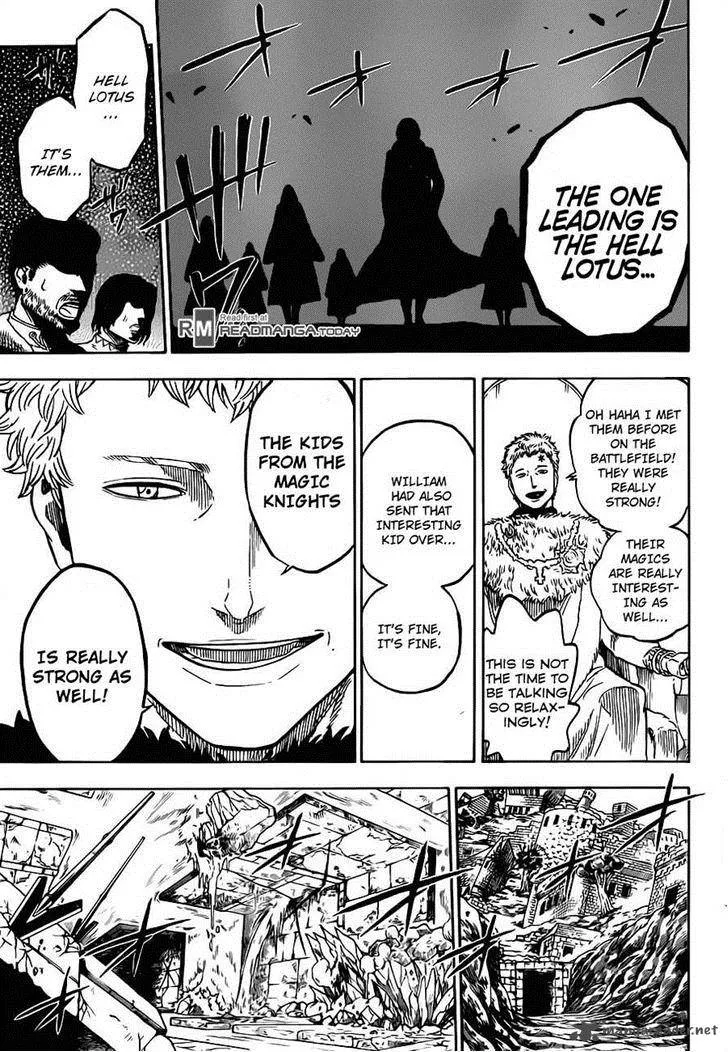 THE ONE
LEADING IS
THE HELL
LOTUS...
HELL
LOTUS
...
IT'S
THEM...
Read first at
RM READMANGA.TODAY
OH HAHA I MET
THEM BEFORE
ON THE
BATTLEFIELD!
THEY WERE
REALLY
STRONG!
THEIR
MAGICS
ARE REALLY
INTEREST-
ING AS
WELL...
THIS IS NOT
THE TIME TO
BE TALKING
SO RELAX-
INGLY!
WILLIAM
HAD ALSO
SENT THAT
INTERESTING
KID OVER...
IT'S FINE,
IT'S FINE.
THE KIDS
FROM THE
MAGIC
KNIGHTS
IS REALLY
STRONG AS
WELL!